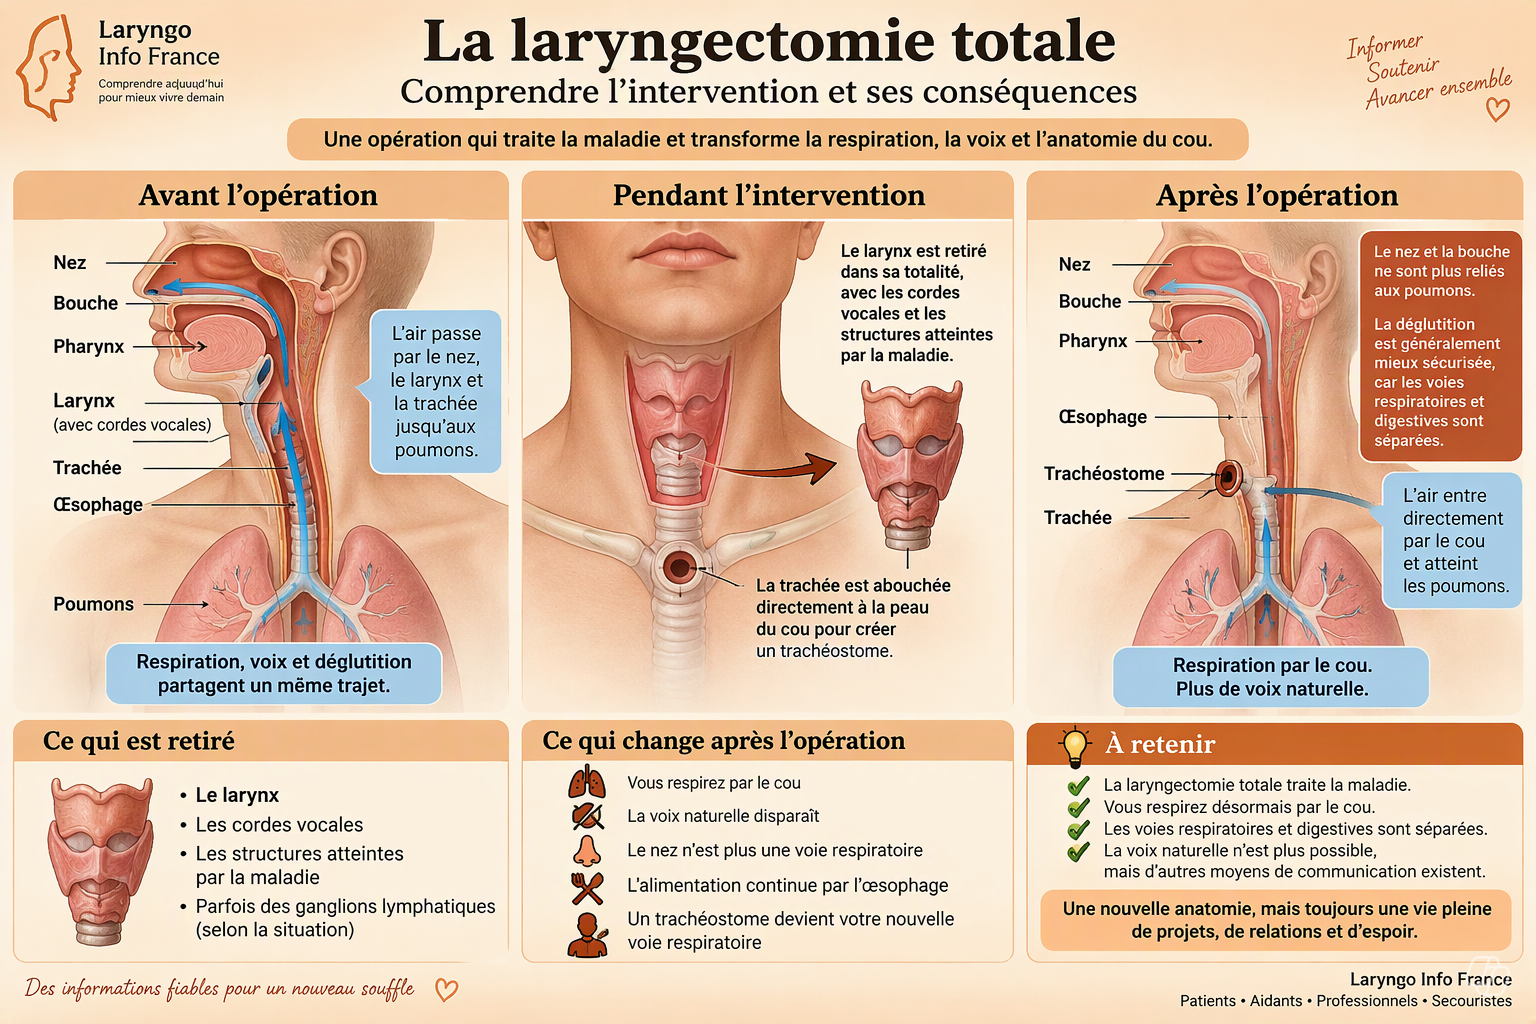 Laryngo
Info France
Comprendre
pour mieux vivre demain
La laryngectomie totale
Comprendre l'intervention et ses conséquences
Informer
Soutenir
Avancer ensemble
Une opération qui traite la maladie et transforme la respiration, la voix et l'anatomie du cou.
Avant l'opération
Nez
Bouche
Pharynx
Larynx
(avec cordes vocales)
Trachée
Œsophage
Poumons
L'air passe
par le nez,
le larynx et
la trachée
jusqu'aux
poumons.
Respiration, voix et déglutition
partagent un même trajet.
Pendant l'intervention
Le larynx est retiré
dans sa totalité,
avec les cordes
vocales et les
structures atteintes
par la maladie.
La trachée est abouchée
directement à la peau
du cou pour créer
un trachéostome.
Après l'opération
Nez
Bouche
Pharynx
Œsophage
Trachéostome
Trachée
Le nez et la bouche
ne sont plus reliés
aux poumons.
La déglutition
est généralement
mieux sécurisée,
car les voies
respiratoires et
digestives sont
séparées.
L'air entre
directement
par le cou
et atteint
les poumons.
Respiration par le cou.
Plus de voix naturelle.
Ce qui est retiré
• Le larynx
• Les cordes vocales
• Les structures atteintes
par la maladie
• Parfois des ganglions lymphatiques
(selon la situation)
Ce qui change après l'opération
Vous respirez par le cou
La voix naturelle disparaît
Le nez n'est plus une voie respiratoire
L'alimentation continue par l'œsophage
Un trachéostome devient votre nouvelle
voie respiratoire
À retenir
La laryngectomie totale traite la maladie.
Vous respirez désormais par le cou.
Les voies respiratoires et digestives sont séparées.
La voix naturelle n'est plus possible,
mais d'autres moyens de communication existent.
Une nouvelle anatomie, mais toujours une vie pleine
de projets, de relations et d'espoir.
Des informations fiables pour un nouveau souffle
Laryngo Info France
Patients • Aidants • Professionnels • Secouristes